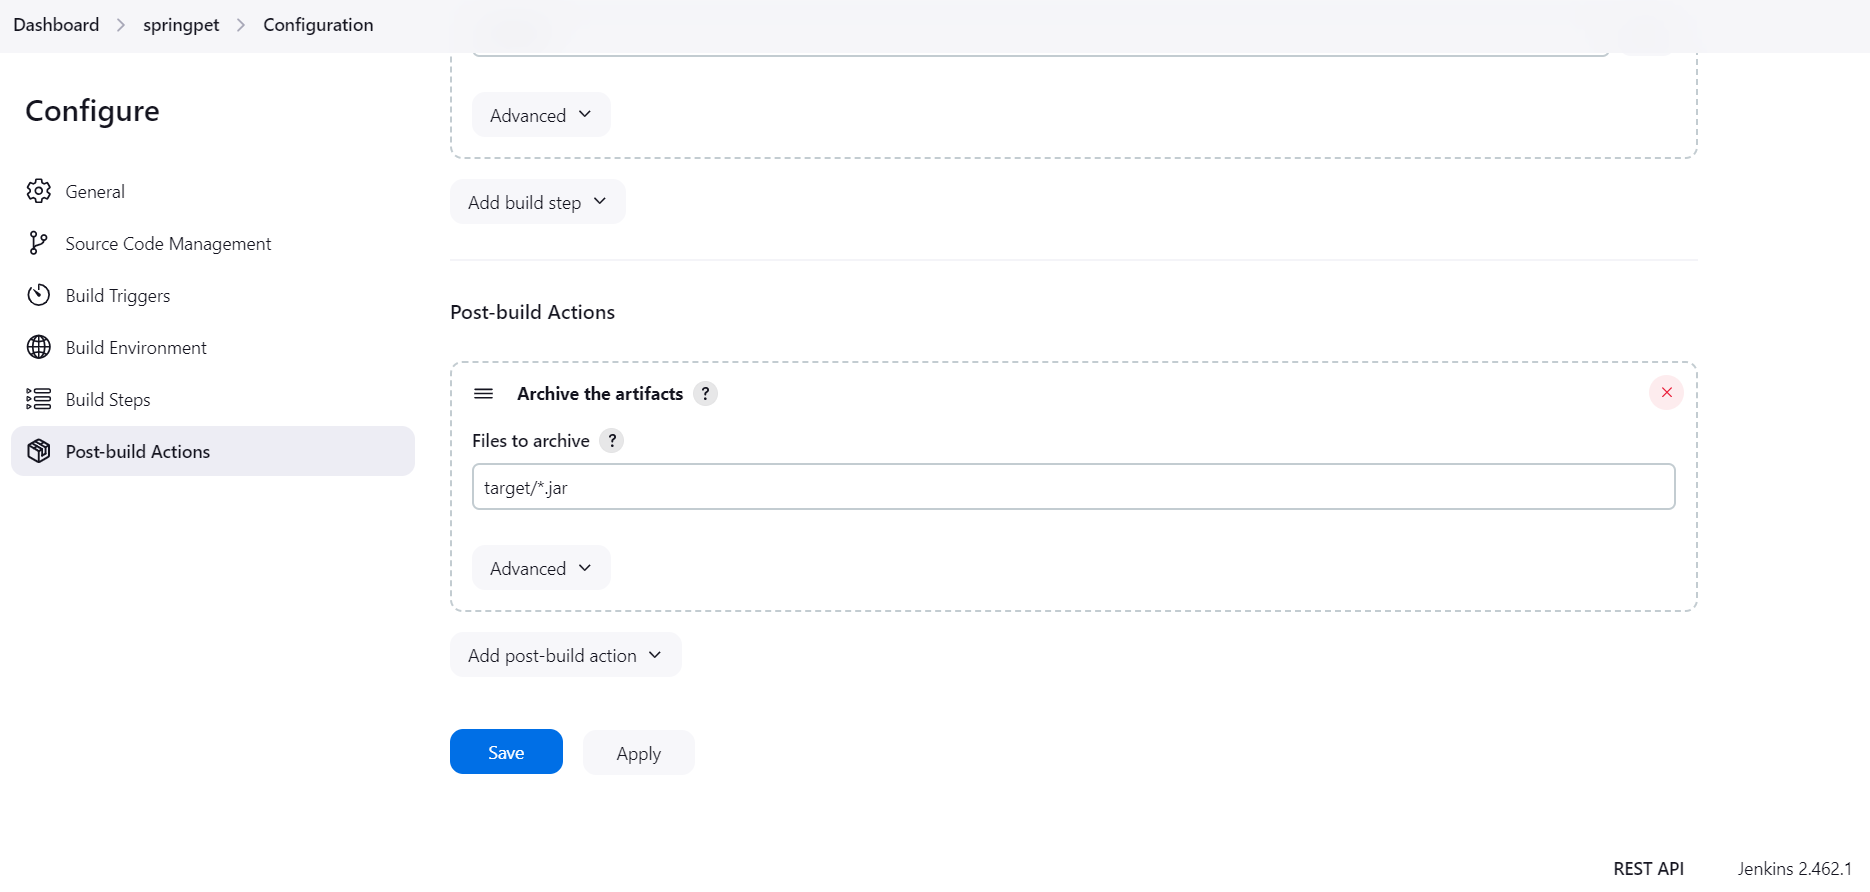 Dashboard > springpet > Configuration
Configure
General
Source Code Management
Build Triggers
Build Environment
Build Steps
Post-build Actions
Advanced
Add build step
Post-build Actions
Archive the artifacts ?
Files to archive ?
target/*.jar
Advanced
Add post-build action
Save Apply
REST API Jenkins 2.462.1